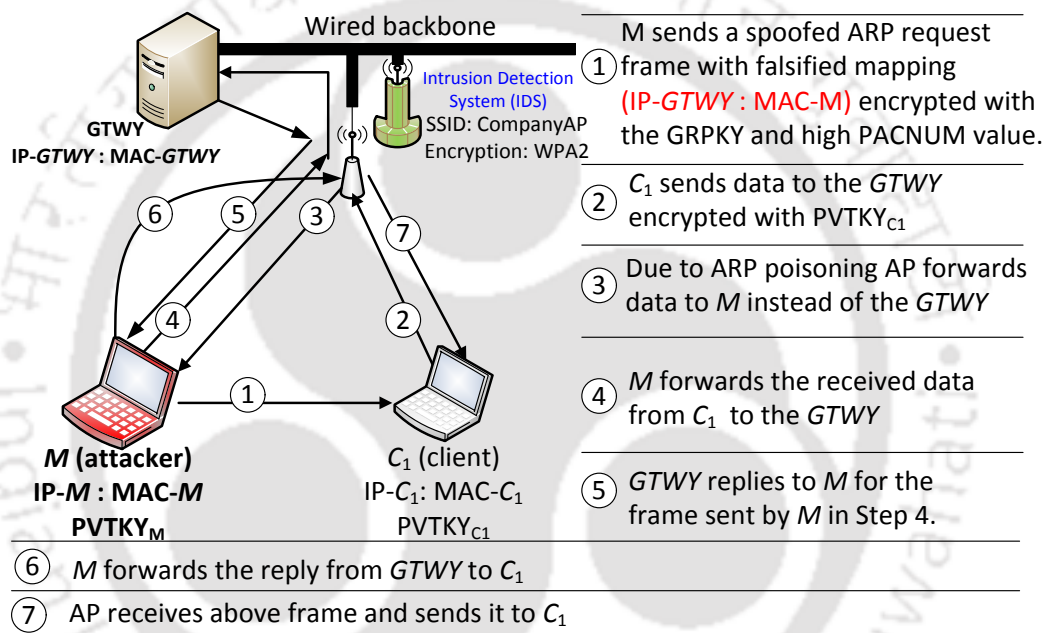 Wired backbone
Intrusion Detection
System (IDS)
SSID: CompanyAP
Encryption: WPA2
GTWY
IP-GTWY : MAC-GTWY
6
5
3
7
4
2
1
M (attacker)
IP-M : MAC-M
PVTKY_M
C₁ (client)
IP-C₁: MAC-C₁
PVTKY_C1
1
M sends a spoofed ARP request
frame with falsified mapping
(IP-GTWY : MAC-M) encrypted with
the GRPKY and high PACNUM value.
2
C₁ sends data to the GTWY
encrypted with PVTKY_C1
3
Due to ARP poisoning AP forwards
data to M instead of the GTWY
4
M forwards the received data
from C₁ to the GTWY
5
GTWY replies to M for the
frame sent by M in Step 4.
6 M forwards the reply from GTWY to C₁
7 AP receives above frame and sends it to C₁